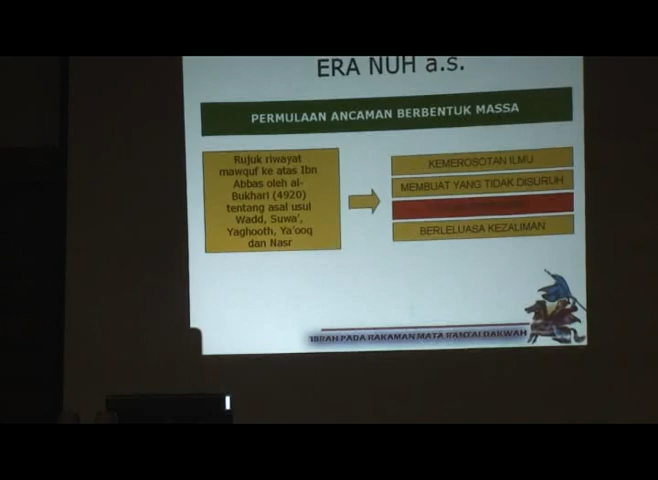 ERA NUH a.s.
PERMULAAN ANCAMAN BERBENTUK MASSA
Rujuk riwayat
mawquf ke atas Ibn
Abbas oleh al-
Bukhari (4920)
tentang asal usul
Wadd, Suwa',
Yaghooth, Ya'ooq
dan Nasr
KEMEROSOTAN ILMU
MEMBUAT YANG TIDAK DISURUH
BERLELUASA KEZALIMAN
'IBRAH PADA RAKAMAN MATA RANTAI DAKWAH